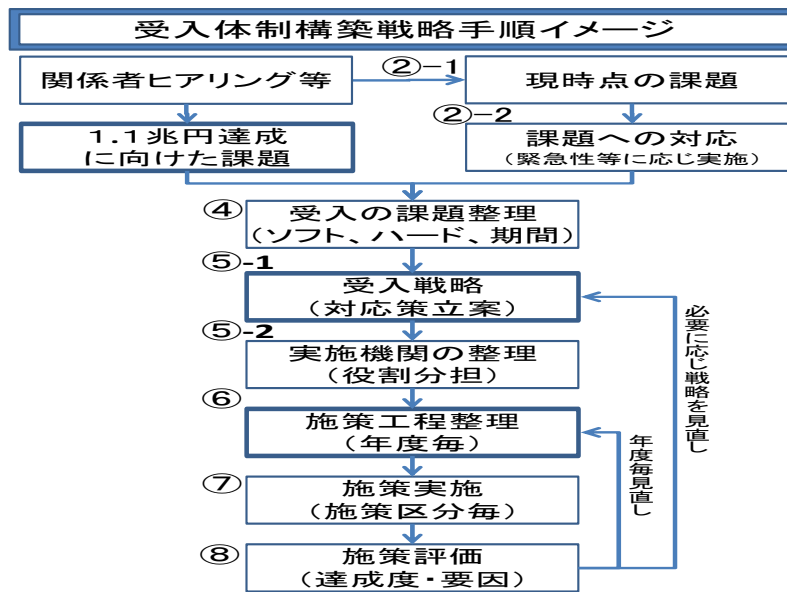 受入体制構築戦略手順イメージ
関係者ヒアリング等
②-1
現時点の課題
②-2
1.1兆円達成
に向けた課題
課題への対応
(緊急性等に応じ実施)
④
受入の課題整理
(ソフト、ハード、期間)
⑤-1
受入戦略
(対応策立案)
⑤-2
実施機関の整理
(役割分担)
⑥
施策工程整理
(年度毎)
⑦
施策実施
(施策区分毎)
⑧
施策評価
(達成度・要因)
年度毎見直し
必要に応じ戦略を見直し